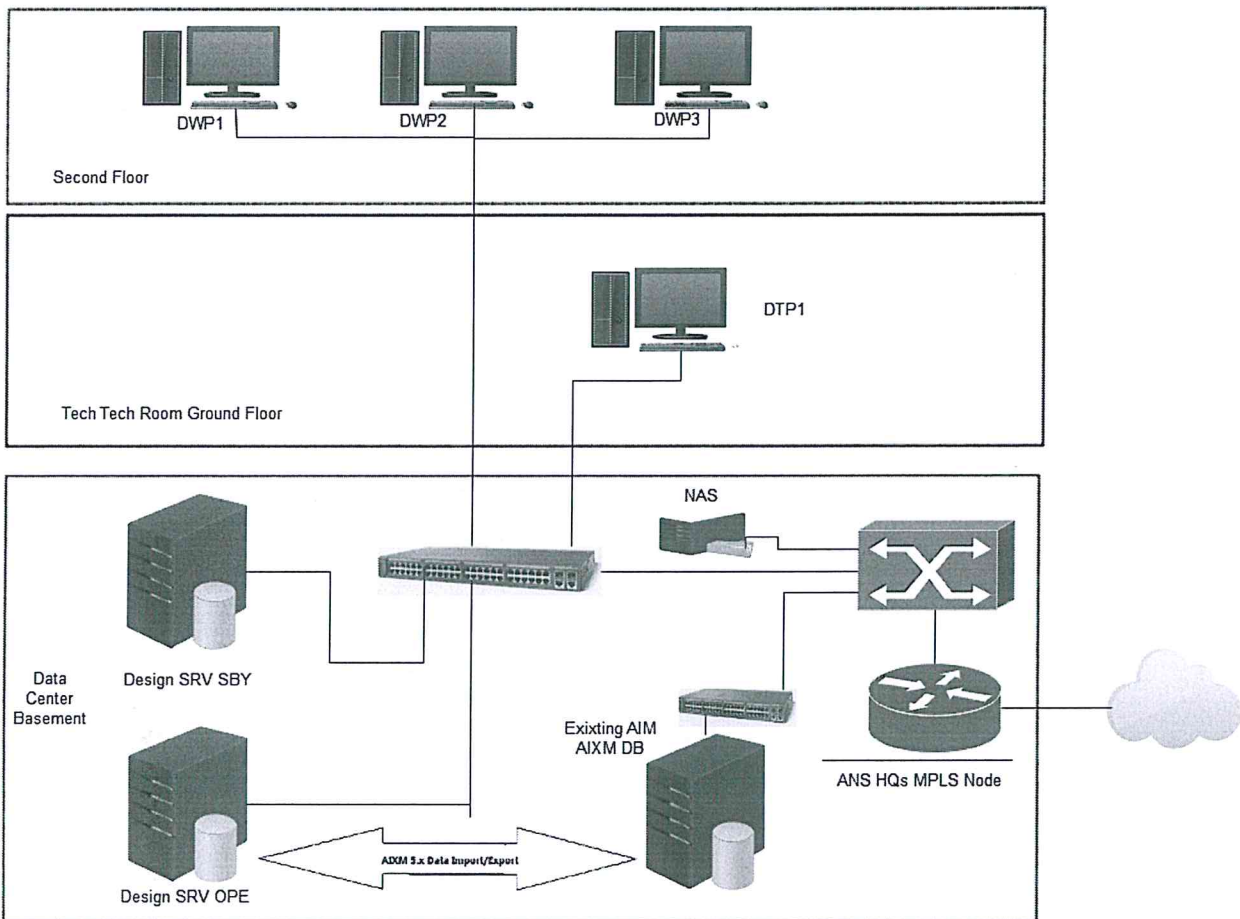 DWP1
DWP2
DWP3
Second Floor
DTP1
Tech Tech Room Ground Floor
NAS
Design SRV SBY
Data
Center
Basement
Exixting AIM
AIXM DB
ANS HQs MPLS Node
AIXM 5.x Data Import/Export
Design SRV OPE